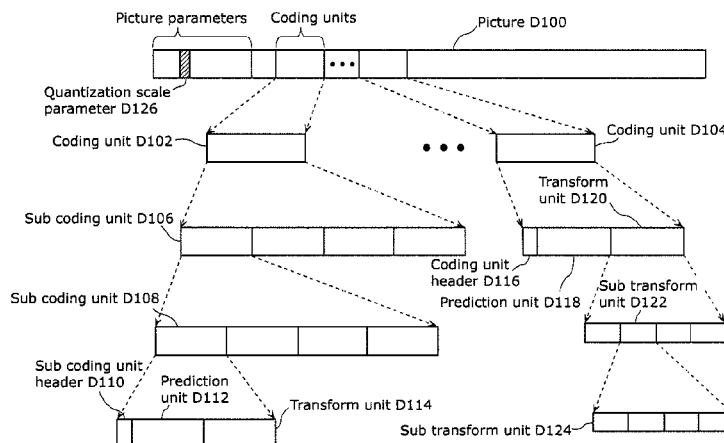 Picture parameters
Coding units
Picture D100
Quantization scale
parameter D126
Coding unit D102
Coding unit D104
Transform
unit D120
Sub coding
unit D106
Coding unit
header D116
Prediction unit D118
Sub transform
unit D122
Sub coding unit D108
Sub coding unit
header D110
Prediction
unit D112
Transform unit D114
Sub transform unit D124